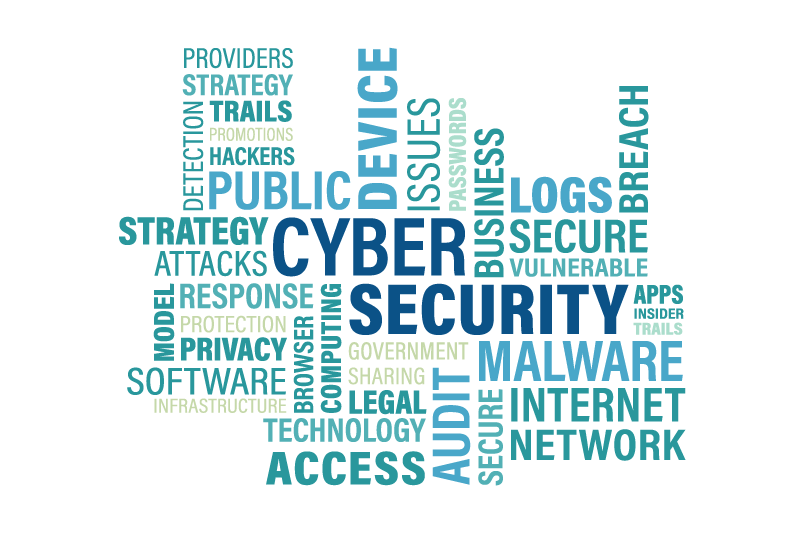 PROVIDERS
STRATEGY
DETECTION
TRAILS
PROMOTIONS
HACKERS
PUBLIC
DEVICE
ISSUES
PASSWORDS
BUSINESS
LOGS
BREACH
STRATEGY
CYBER
SECURE
ATTACKS
VULNERABLE
MODEL
RESPONSE
COMPUTING
SECURITY
APPS
INSIDER
TRAILS
PROTECTION
BROWSER
PRIVACY
GOVERNMENT
MALWARE
SOFTWARE
SHARING
AUDIT
INFRASTRUCTURE
LEGAL
SECURE
INTERNET
TECHNOLOGY
NETWORK
ACCESS